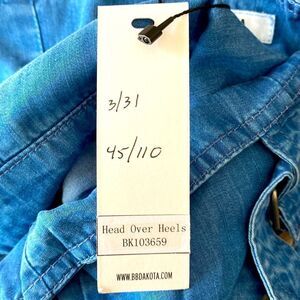 3/31
45/110
Head Over Heels
BK103659
WWW.BBDAKOTA.COM